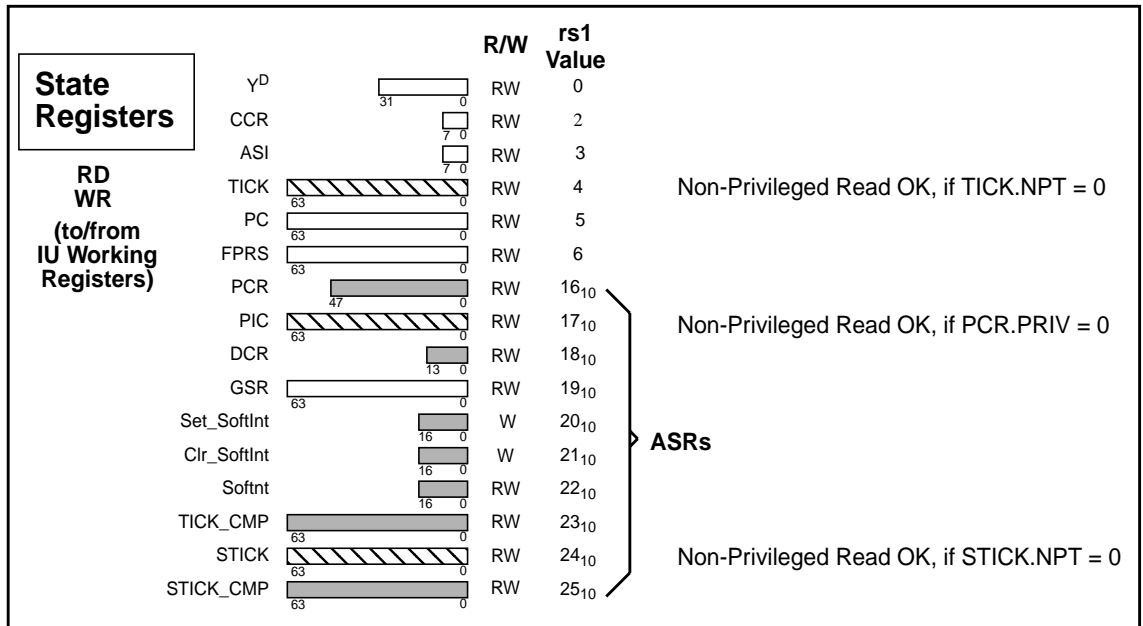 R/W rs1 Value
State Registers
RD
WR
(to/from
IU Working
Registers)
Y^D 31 0 RW 0
CCR 7 0 RW 2
ASI 7 0 RW 3
TICK 63 0 RW 4 Non-Privileged Read OK, if TICK.NPT = 0
PC 63 0 RW 5
FPRS 63 0 RW 6
PCR 47 0 RW 16₁₀
PIC 63 0 RW 17₁₀ Non-Privileged Read OK, if PCR.PRIV = 0
DCR 13 0 RW 18₁₀
GSR 63 0 RW 19₁₀
Set_SoftInt 16 0 W 20₁₀
Clr_SoftInt 16 0 W 21₁₀
ASRs
Softnt 16 0 RW 22₁₀
TICK_CMP 63 0 RW 23₁₀
STICK 63 0 RW 24₁₀ Non-Privileged Read OK, if STICK.NPT = 0
STICK_CMP 63 0 RW 25₁₀